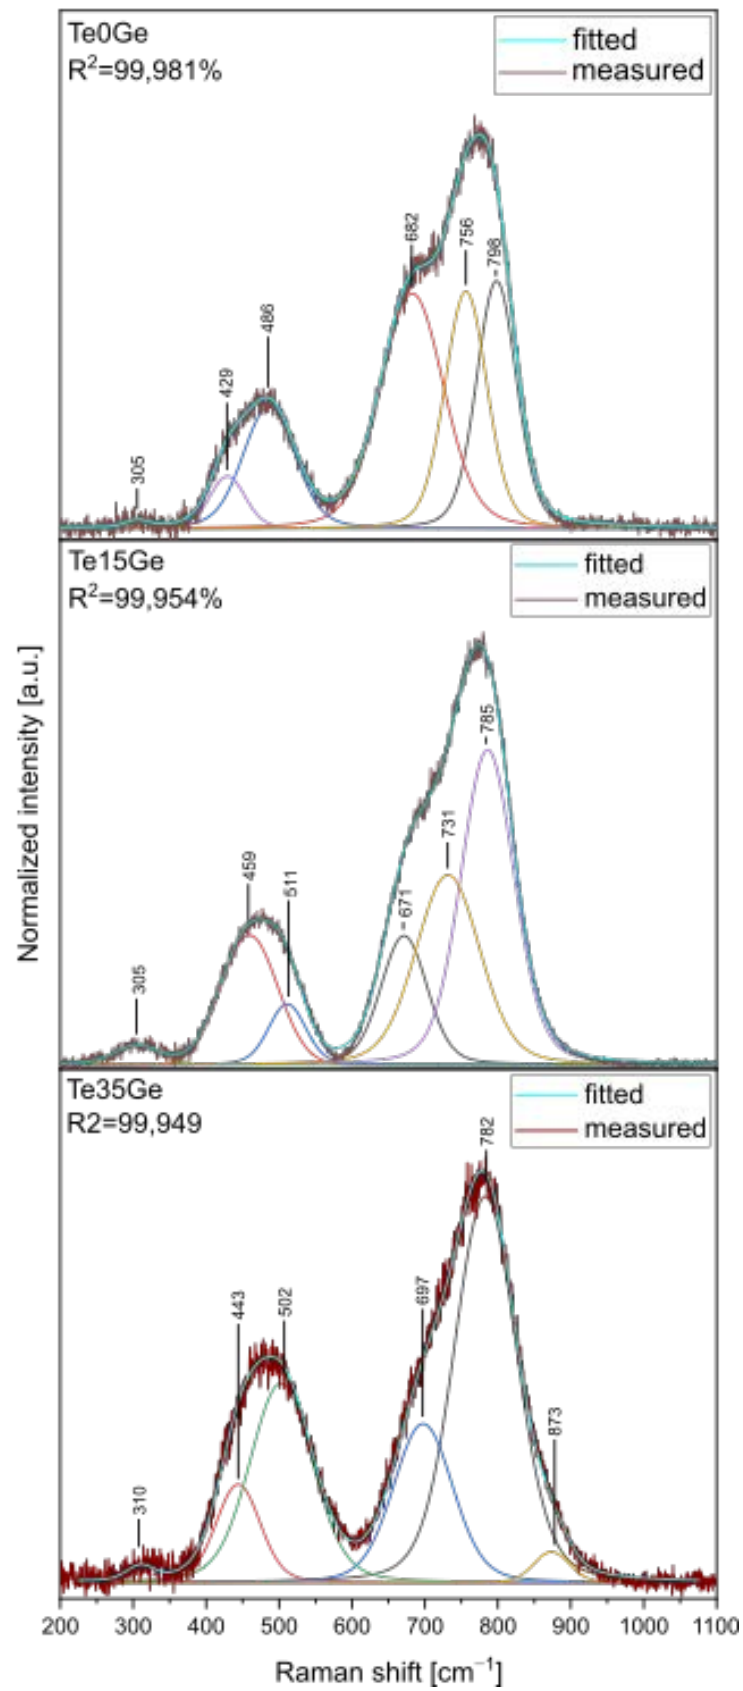 Te0Ge
R²=99,981%
fitted
measured
305
429
486
682
756
798
Te15Ge
R²=99,954%
fitted
measured
305
459
511
671
731
785
Te35Ge
R2=99,949
fitted
measured
310
443
502
697
782
873
Normalized intensity [a.u.]
200 300 400 500 600 700 800 900 1000 1100
Raman shift [cm⁻¹]